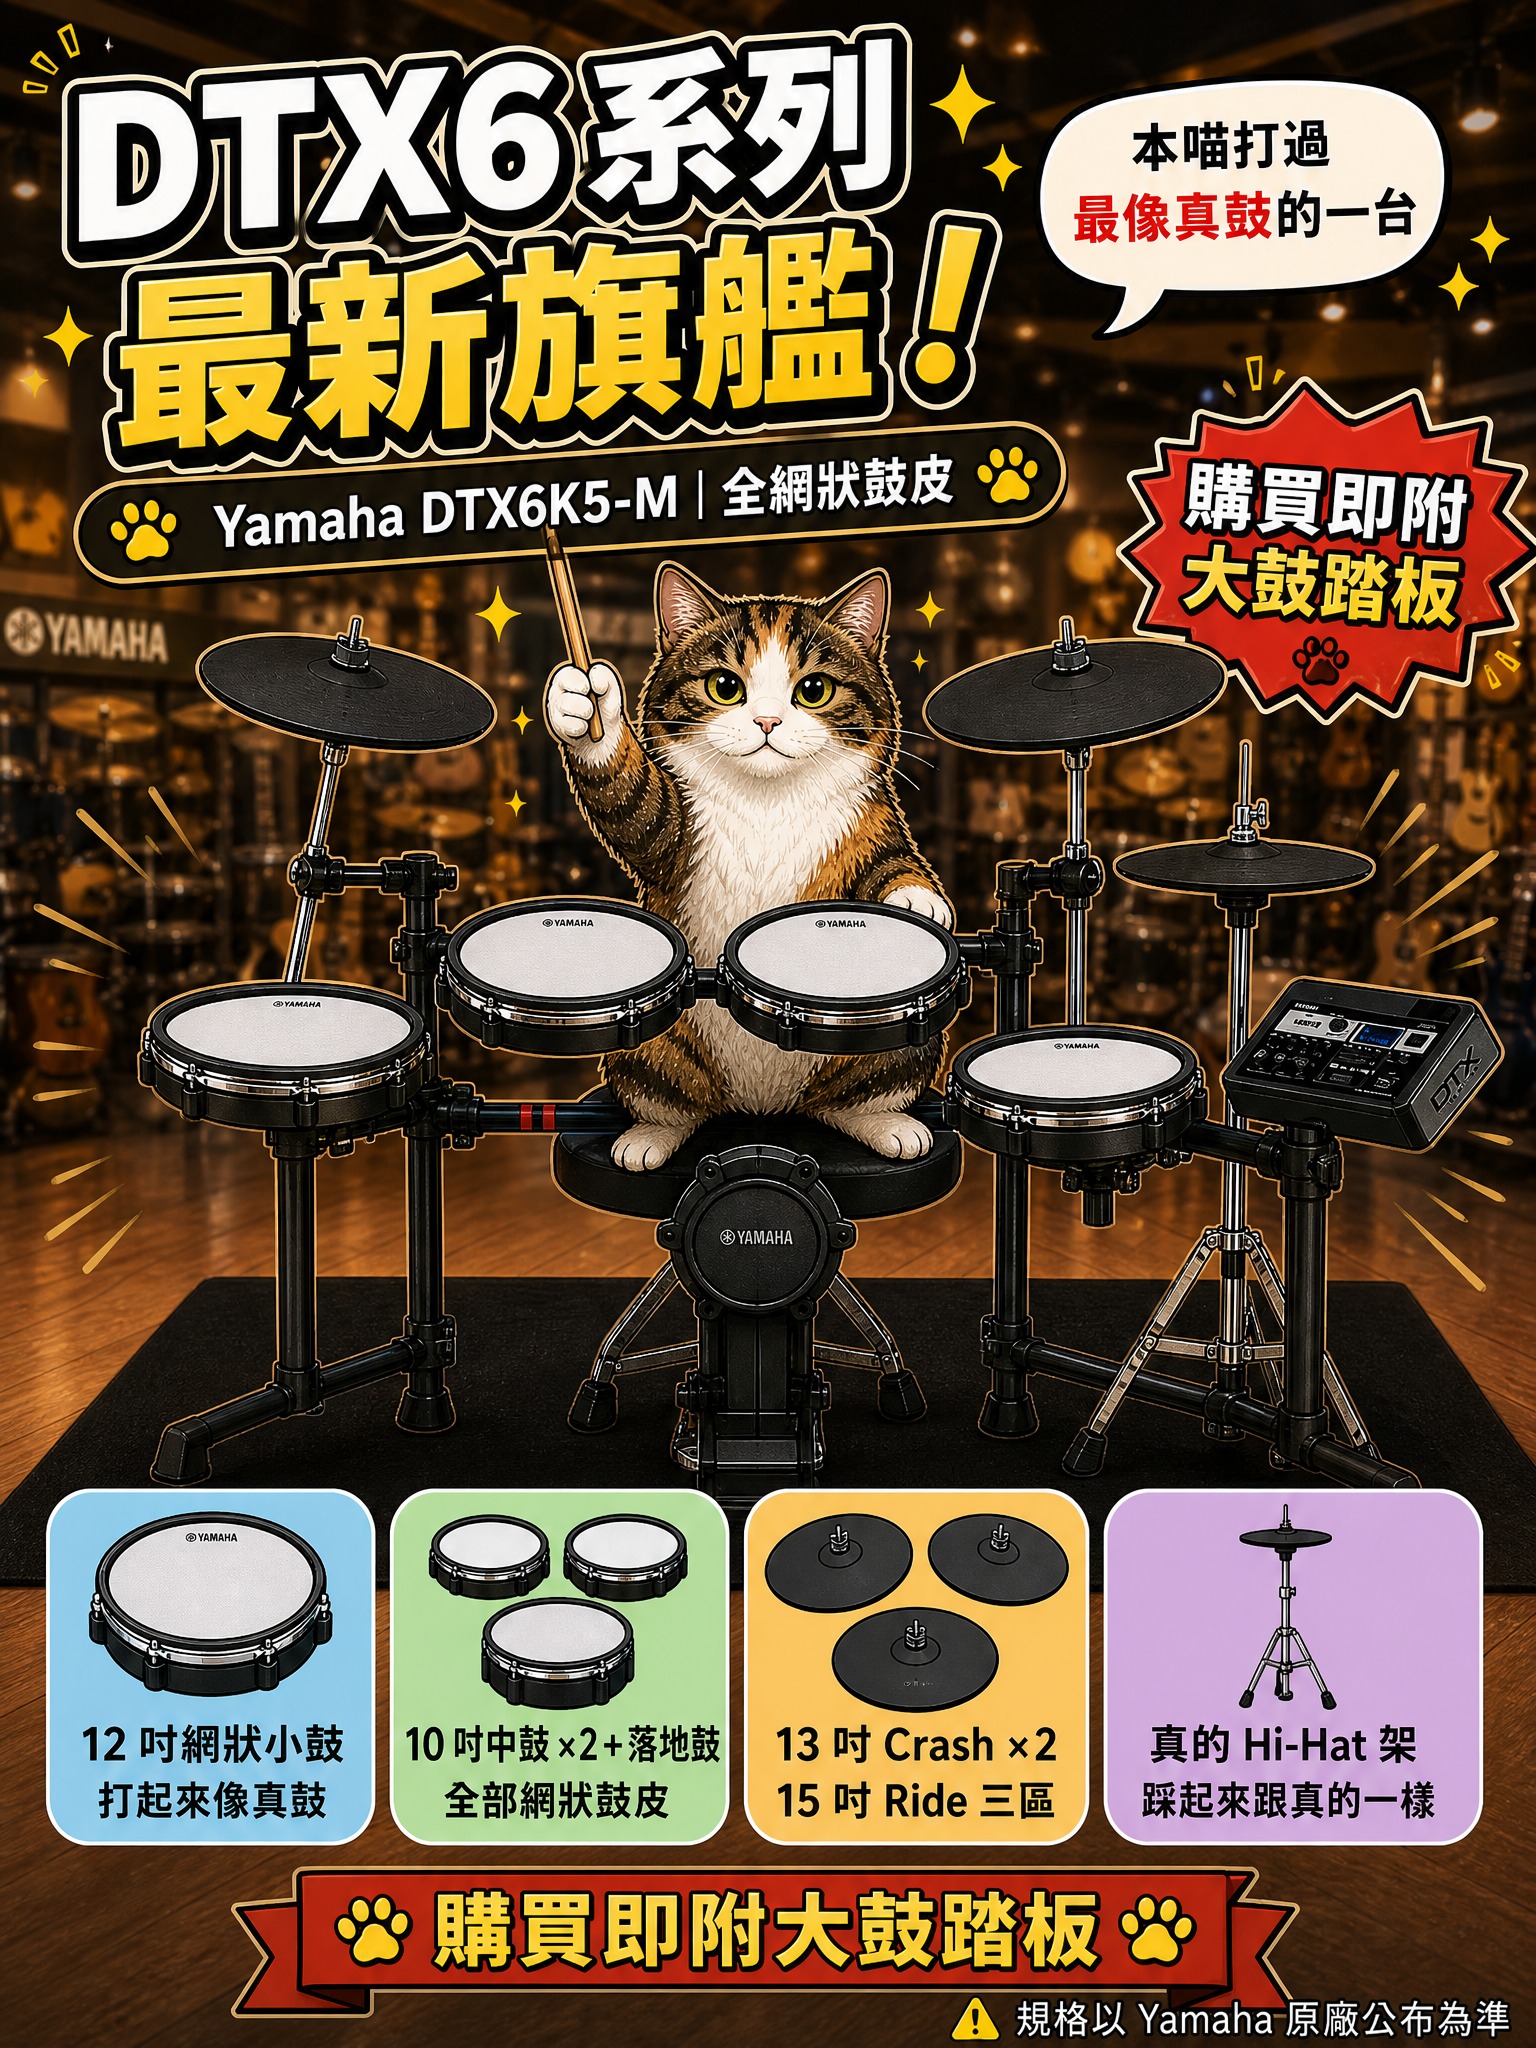 DTX6系列
最新旗艦！
本喵打過
最像真鼓的一台
Yamaha DTX6K5-M｜全網狀鼓皮
購買即附
大鼓踏板
YAMAHA
YAMAHA
YAMAHA
YAMAHA
YAMAHA
DTX
YAMAHA
YAMAHA
12 吋網狀小鼓
打起來像真鼓
10 吋中鼓 ×2+落地鼓
全部網狀鼓皮
13 吋 Crash ×2
15 吋 Ride 三區
真的 Hi-Hat 架
踩起來跟真的一樣
購買即附大鼓踏板
規格以 Yamaha 原廠公布為準